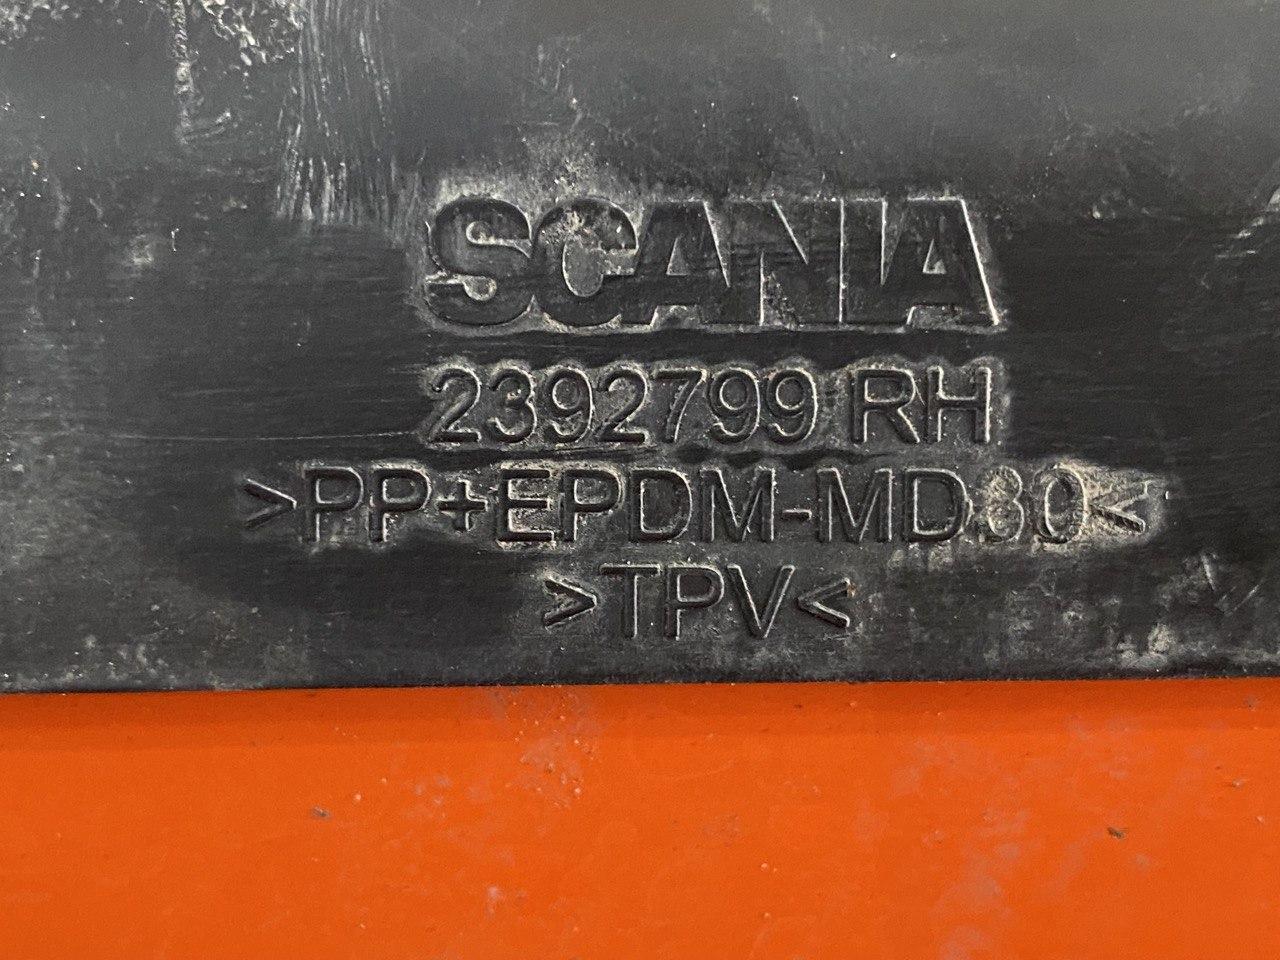 SCANIA
2392799 RH
>PP+EPDM-MD30<
>TPV<